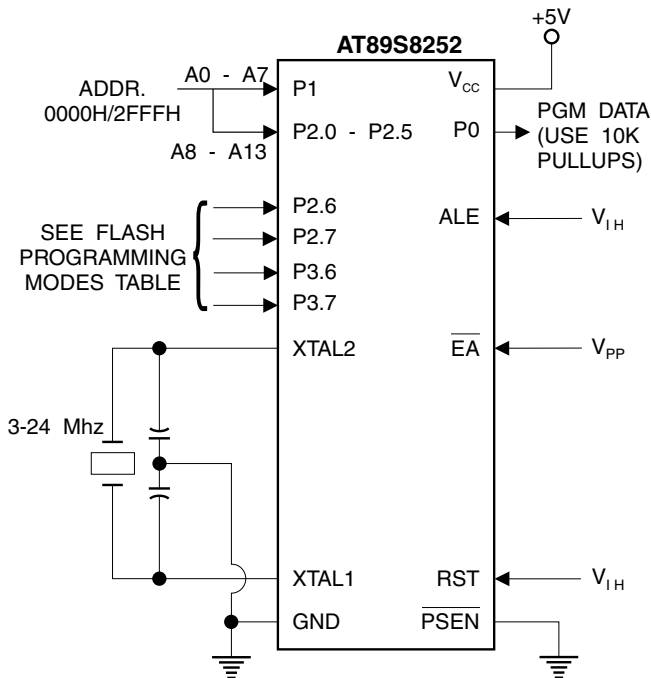 +5V
AT89S8252
ADDR.
0000H/2FFFH
A0 - A7
A8 - A13
P1
P2.0 - P2.5
VCC
P0
PGM DATA
(USE 10K
PULLUPS)
SEE FLASH
PROGRAMMING
MODES TABLE
P2.6
P2.7
P3.6
P3.7
ALE
VIH
XTAL2
EA
VPP
3-24 Mhz
XTAL1
RST
VIH
GND
PSEN